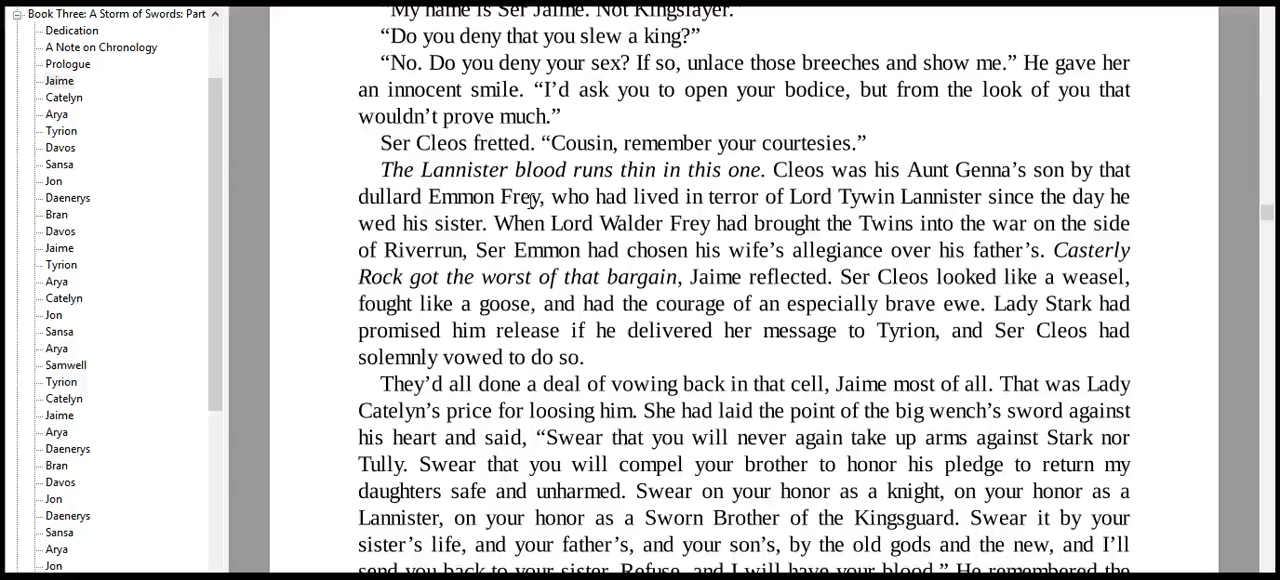 Book Three: A Storm of Swords: Part
Dedication
A Note on Chronology
Prologue
Jaime
Catelyn
Arya
Tyrion
Davos
Sansa
Jon
Daenerys
Bran
Davos
Jaime
Tyrion
Arya
Catelyn
Jon
Sansa
Arya
Samwell
Tyrion
Catelyn
Jaime
Arya
Daenerys
Bran
Davos
Jon
Daenerys
Sansa
Arya
Jon
“My name is Ser Jaime. Not Kingslayer.”
“Do you deny that you slew a king?”
“No. Do you deny your sex? If so, unlace those breeches and show me.” He gave her
an innocent smile. “I’d ask you to open your bodice, but from the look of you that
wouldn’t prove much.”
Ser Cleos fretted. “Cousin, remember your courtesies.”
The Lannister blood runs thin in this one. Cleos was his Aunt Genna’s son by that
dullard Emmon Frey, who had lived in terror of Lord Tywin Lannister since the day he
wed his sister. When Lord Walder Frey had brought the Twins into the war on the side
of Riverrun, Ser Emmon had chosen his wife’s allegiance over his father’s. Casterly
Rock got the worst of that bargain, Jaime reflected. Ser Cleos looked like a weasel,
fought like a goose, and had the courage of an especially brave ewe. Lady Stark had
promised him release if he delivered her message to Tyrion, and Ser Cleos had
solemnly vowed to do so.
They’d all done a deal of vowing back in that cell, Jaime most of all. That was Lady
Catelyn’s price for loosing him. She had laid the point of the big wench’s sword against
his heart and said, “Swear that you will never again take up arms against Stark nor
Tully. Swear that you will compel your brother to honor his pledge to return my
daughters safe and unharmed. Swear on your honor as a knight, on your honor as a
Lannister, on your honor as a Sworn Brother of the Kingsguard. Swear it by your
sister’s life, and your father’s, and your son’s, by the old gods and the new, and I’ll
send you back to your sister. Refuse, and I will have your blood.” He remembered the